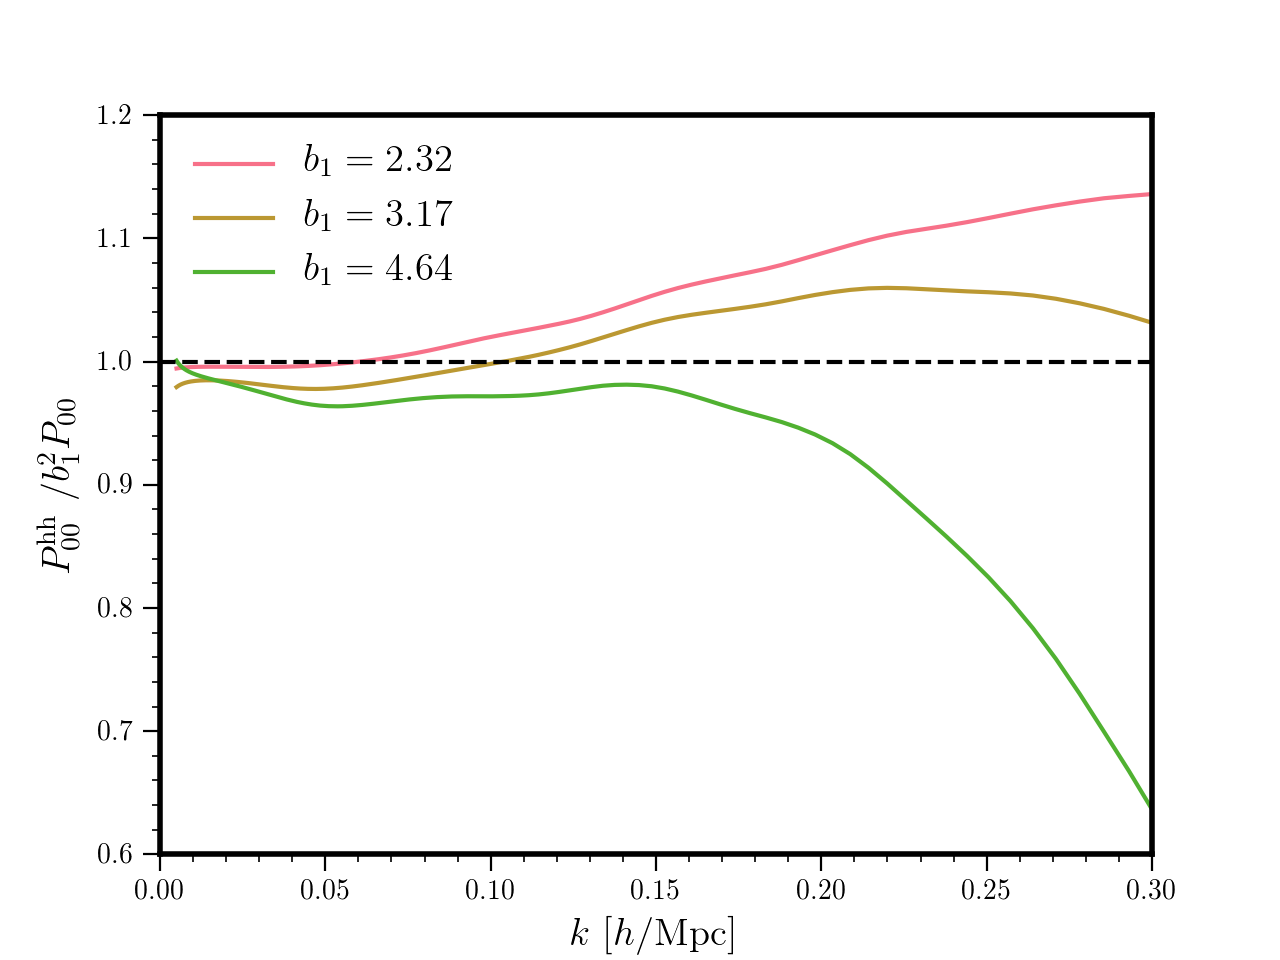 1.2
1.1
1.0
0.9
0.8
0.7
0.6
b₁ = 2.32
b₁ = 3.17
b₁ = 4.64
P₀₀ʰʰ /b₁²P₀₀
0.00 0.05 0.10 0.15 0.20 0.25 0.30
k [h/Mpc]